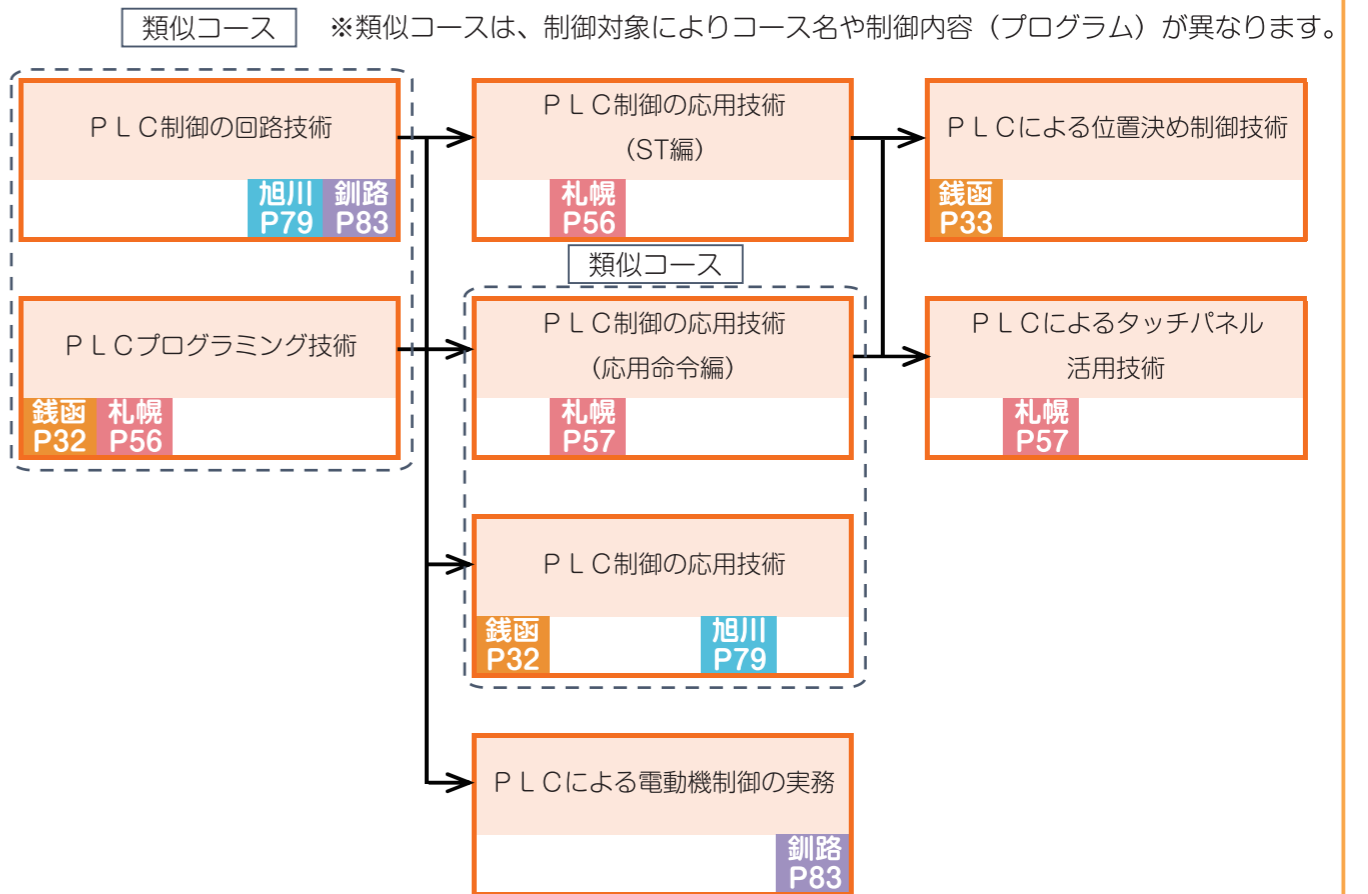 類似コース ※類似コースは、制御対象によりコース名や制御内容（プログラム）が異なります。
ＰＬＣ制御の回路技術
旭川 釧路
P79 P83
ＰＬＣプログラミング技術
銭函 札幌
P32 P56
ＰＬＣ制御の応用技術
（ST編）
札幌
P56
類似コース
ＰＬＣ制御の応用技術
（応用命令編）
札幌
P57
ＰＬＣ制御の応用技術
銭函 旭川
P32 P79
ＰＬＣによる電動機制御の実務
釧路
P83
ＰＬＣによる位置決め制御技術
銭函
P33
ＰＬＣによるタッチパネル
活用技術
札幌
P57